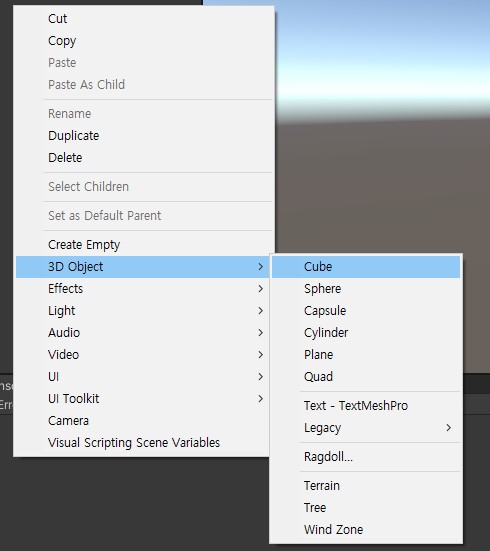 Cut
Copy
Paste
Paste As Child
Rename
Duplicate
Delete
Select Children
Set as Default Parent
Create Empty
3D Object
Effects
Light
Audio
Video
UI
UI Toolkit
Camera
Visual Scripting Scene Variables
Cube
Sphere
Capsule
Cylinder
Plane
Quad
Text - TextMeshPro
Legacy
Ragdoll...
Terrain
Tree
Wind Zone